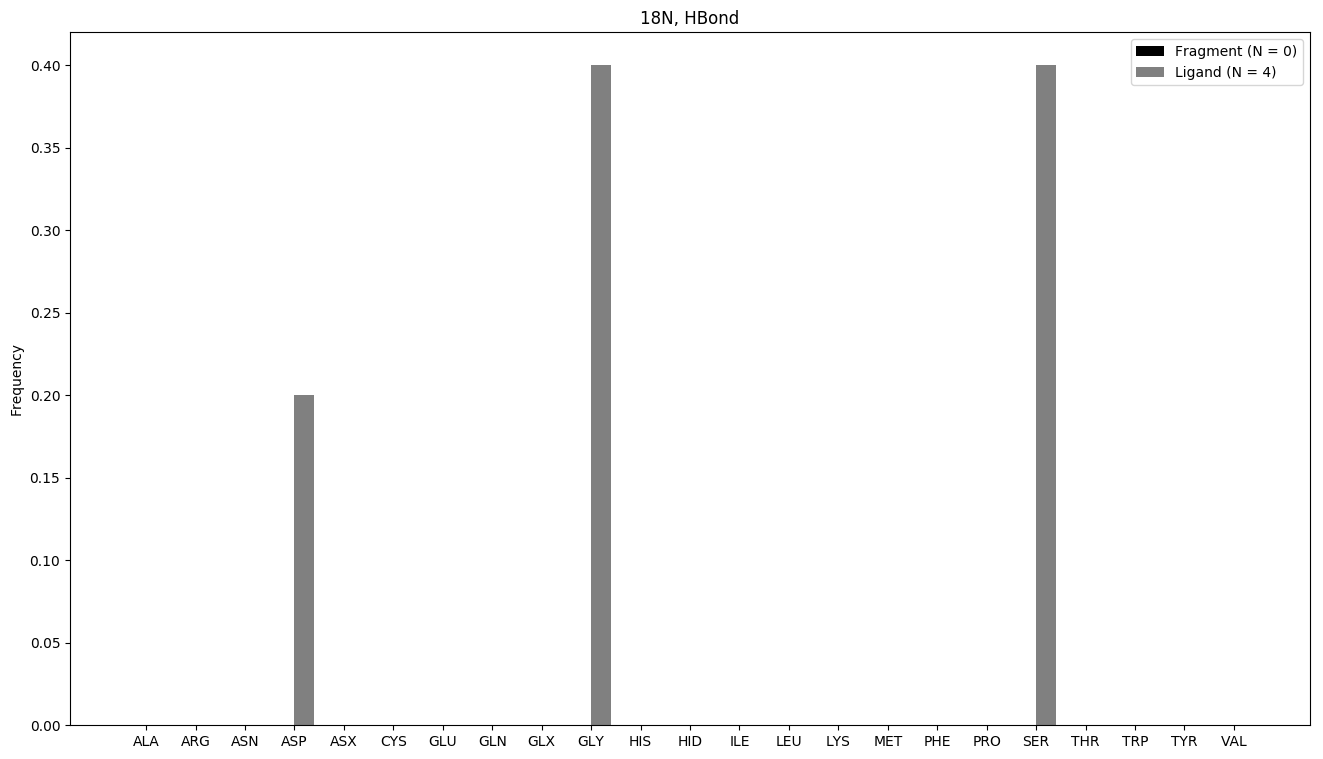 18N, HBond
Fragment (N = 0)
Ligand (N = 4)
Frequency
0.40
0.35
0.30
0.25
0.20
0.15
0.10
0.05
0.00
ALA ARG ASN ASP ASX CYS GLU GLN GLX GLY HIS HID ILE LEU LYS MET PHE PRO SER THR TRP TYR VAL